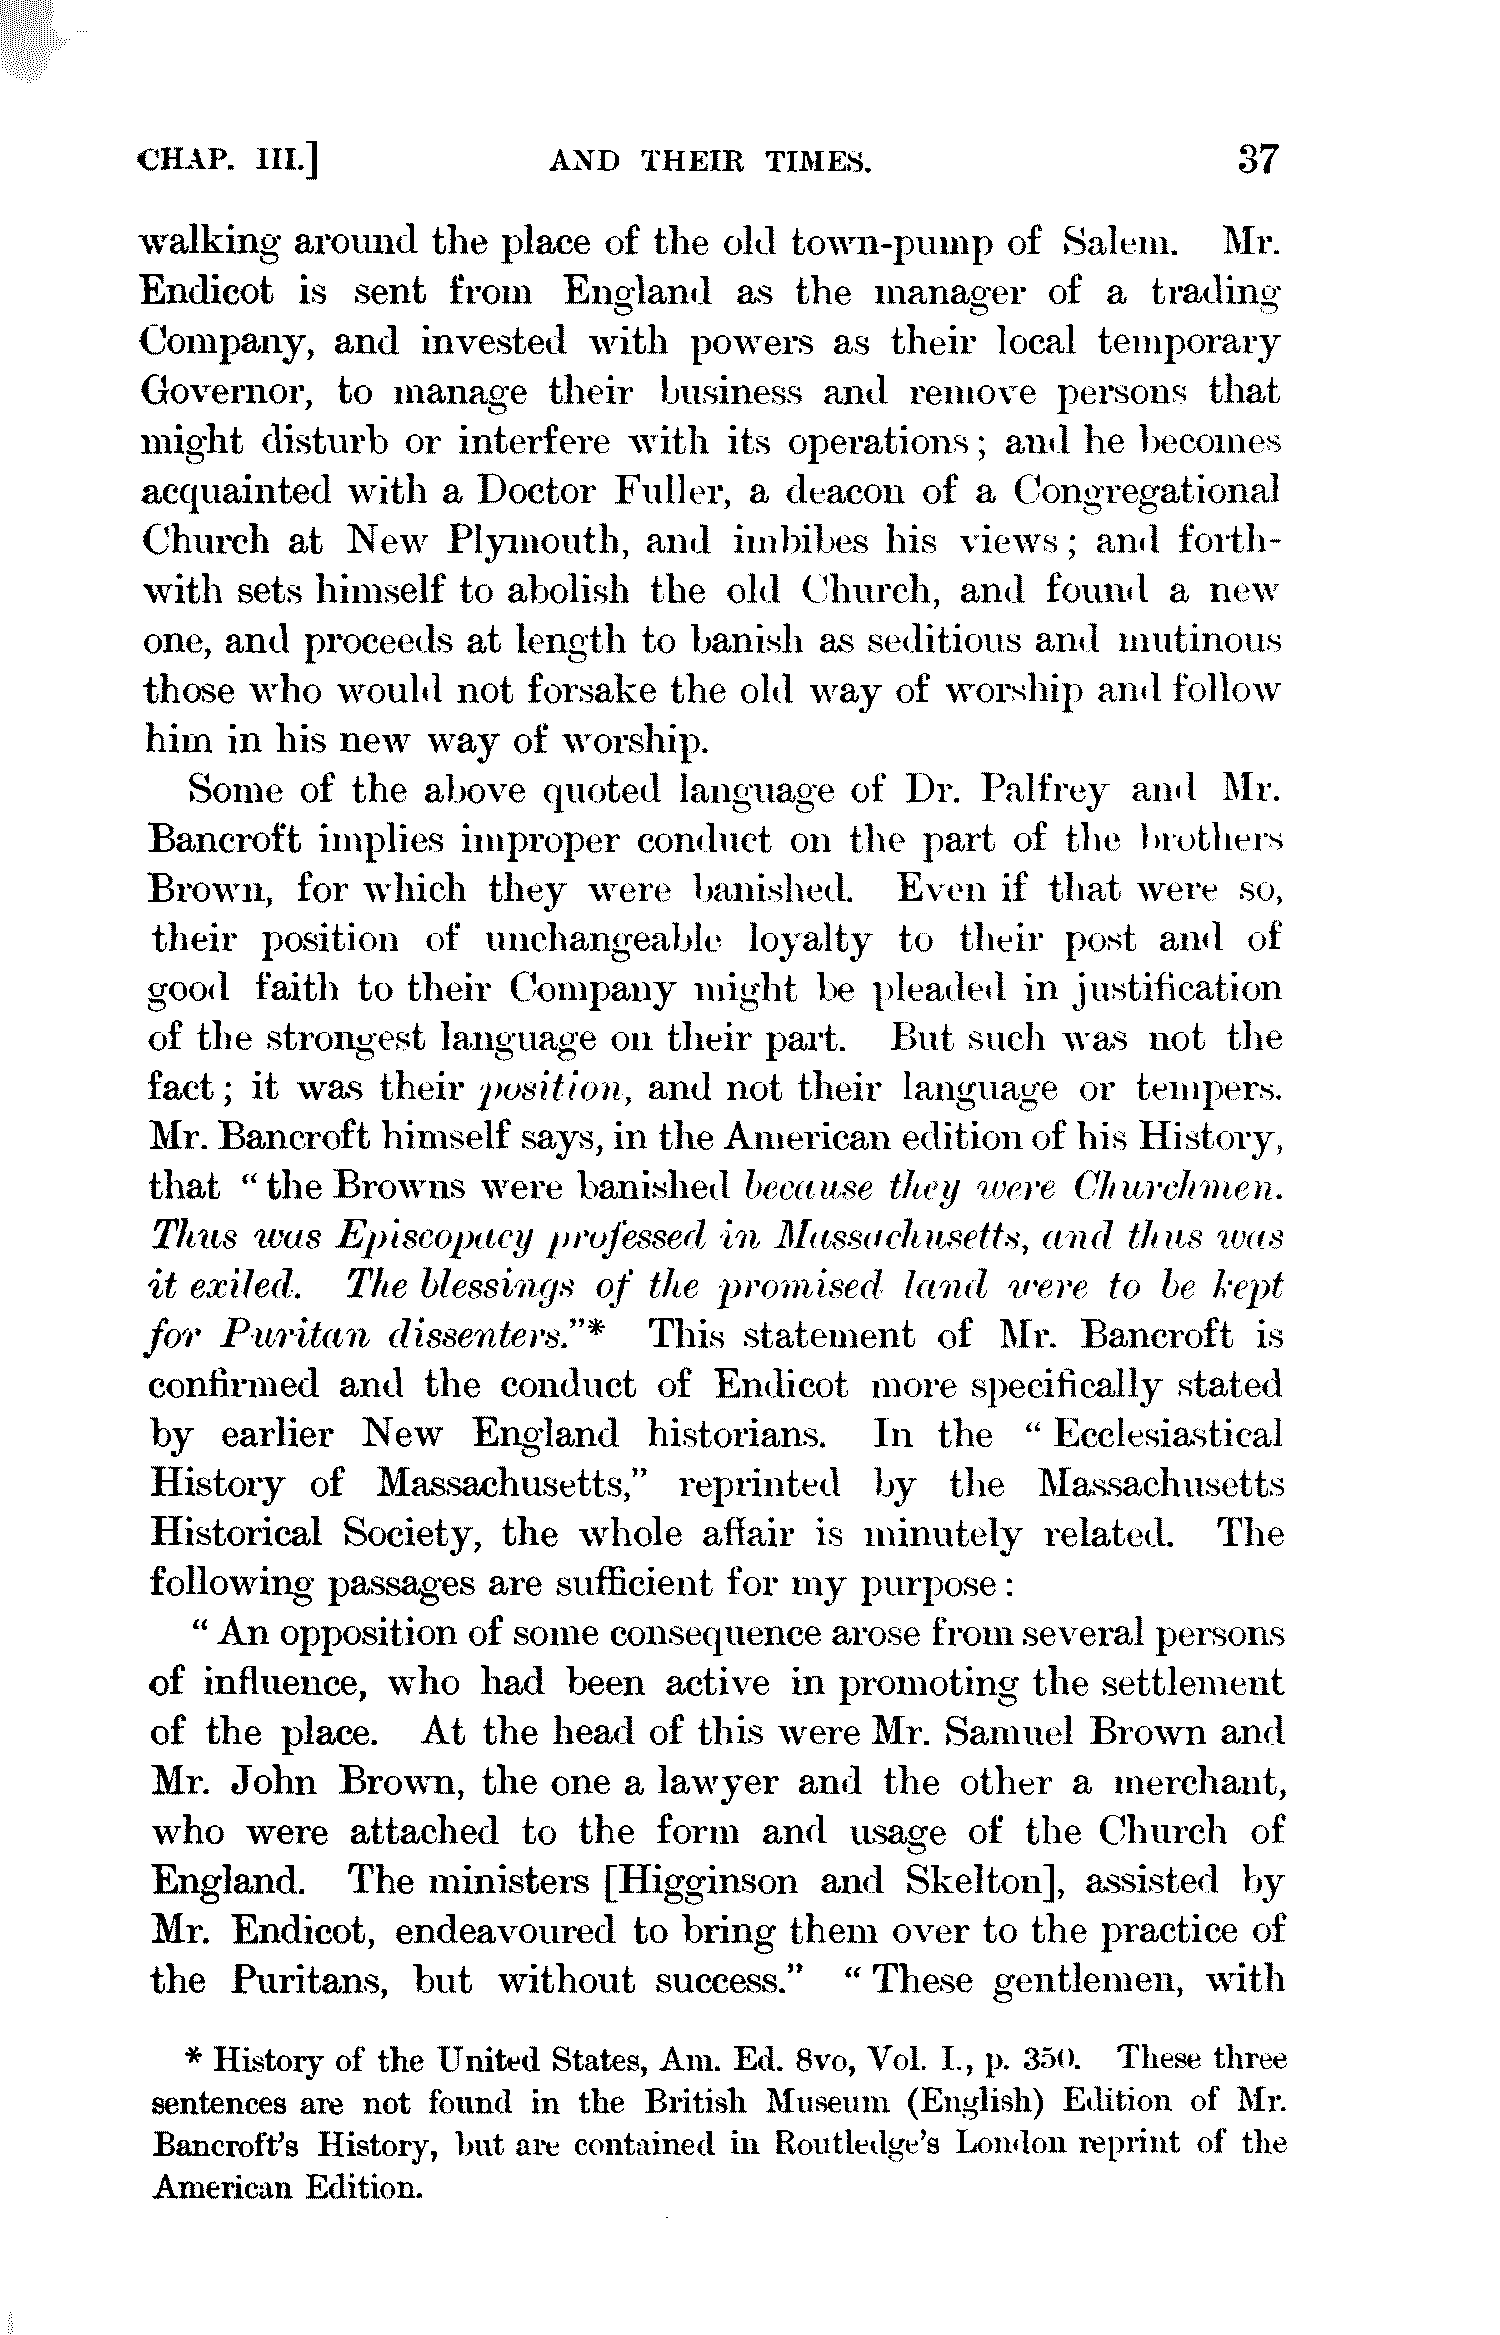 CHAP. III.] AND THEIR TIMES. 37
walking around the place of the old town-pump of Salem. Mr.
Endicot is sent from England as the manager of a trading
Company, and invested with powers as their local temporary
Governor, to manage their business and remove persons that
might disturb or interfere with its operations; and he becomes
acquainted with a Doctor Fuller, a deacon of a Congregational
Church at New Plymouth, and imbibes his views; and forth-
with sets himself to abolish the old Church, and found a new
one, and proceeds at length to banish as seditious and mutinous
those who would not forsake the old way of worship and follow
him in his new way of worship.
Some of the above quoted language of Dr. Palfrey and Mr.
Bancroft implies improper conduct on the part of the brothers
Brown, for which they were banished. Even if that were so,
their position of unchangeable loyalty to their post and of
good faith to their Company might be pleaded in justification
of the strongest language on their part. But such was not the
fact; it was their position, and not their language or tempers.
Mr. Bancroft himself says, in the American edition of his History,
that "the Browns were banished because they were Churchmen.
Thus was Episcopacy professed in Massachusetts, and thus was
it exiled. The blessings of the promised land were to be kept
for Puritan dissenters."* This statement of Mr. Bancroft is
confirmed and the conduct of Endicot more specifically stated
by earlier New England historians. In the "Ecclesiastical
History of Massachusetts," reprinted by the Massachusetts
Historical Society, the whole affair is minutely related. The
following passages are sufficient for my purpose:
"An opposition of some consequence arose from several persons
of influence, who had been active in promoting the settlement
of the place. At the head of this were Mr. Samuel Brown and
Mr. John Brown, the one a lawyer and the other a merchant,
who were attached to the form and usage of the Church of
England. The ministers [Higginson and Skelton], assisted by
Mr. Endicot, endeavoured to bring them over to the practice of
the Puritans, but without success." "These gentlemen, with
* History of the United States, Am. Ed. 8vo, Vol. I., p. 350. These three
sentences are not found in the British Museum (English) Edition of Mr.
Bancroft's History, but are contained in Routledge's London reprint of the
American Edition.